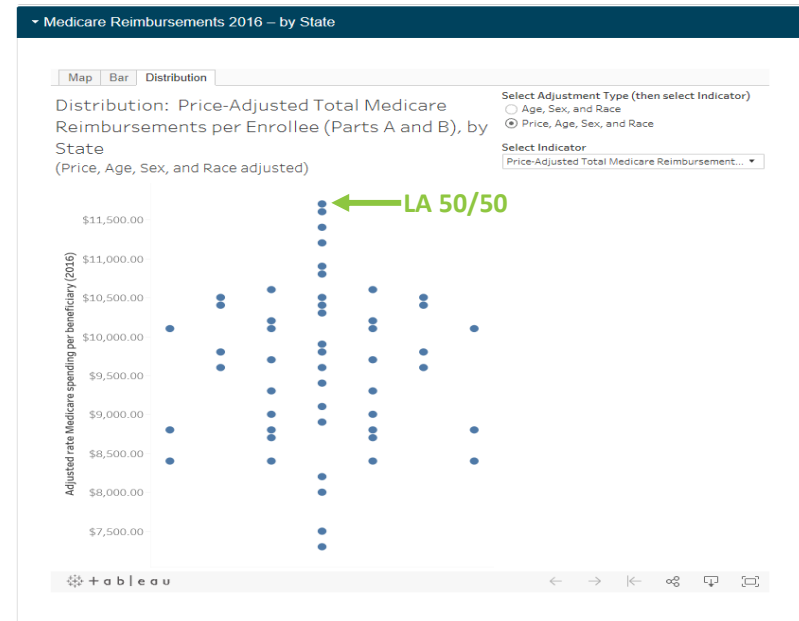 Medicare Reimbursements 2016 – by State
Map Bar Distribution
Distribution: Price-Adjusted Total Medicare
Reimbursements per Enrollee (Parts A and B), by
State
(Price, Age, Sex, and Race adjusted)
Select Adjustment Type (then select Indicator)
Age, Sex, and Race
Price, Age, Sex, and Race
Select Indicator
Price-Adjusted Total Medicare Reimbursement...
LA 50/50
Adjusted rate Medicare spending per beneficiary (2016)
$11,500.00
$11,000.00
$10,500.00
$10,000.00
$9,500.00
$9,000.00
$8,500.00
$8,000.00
$7,500.00
+ a b l e a u